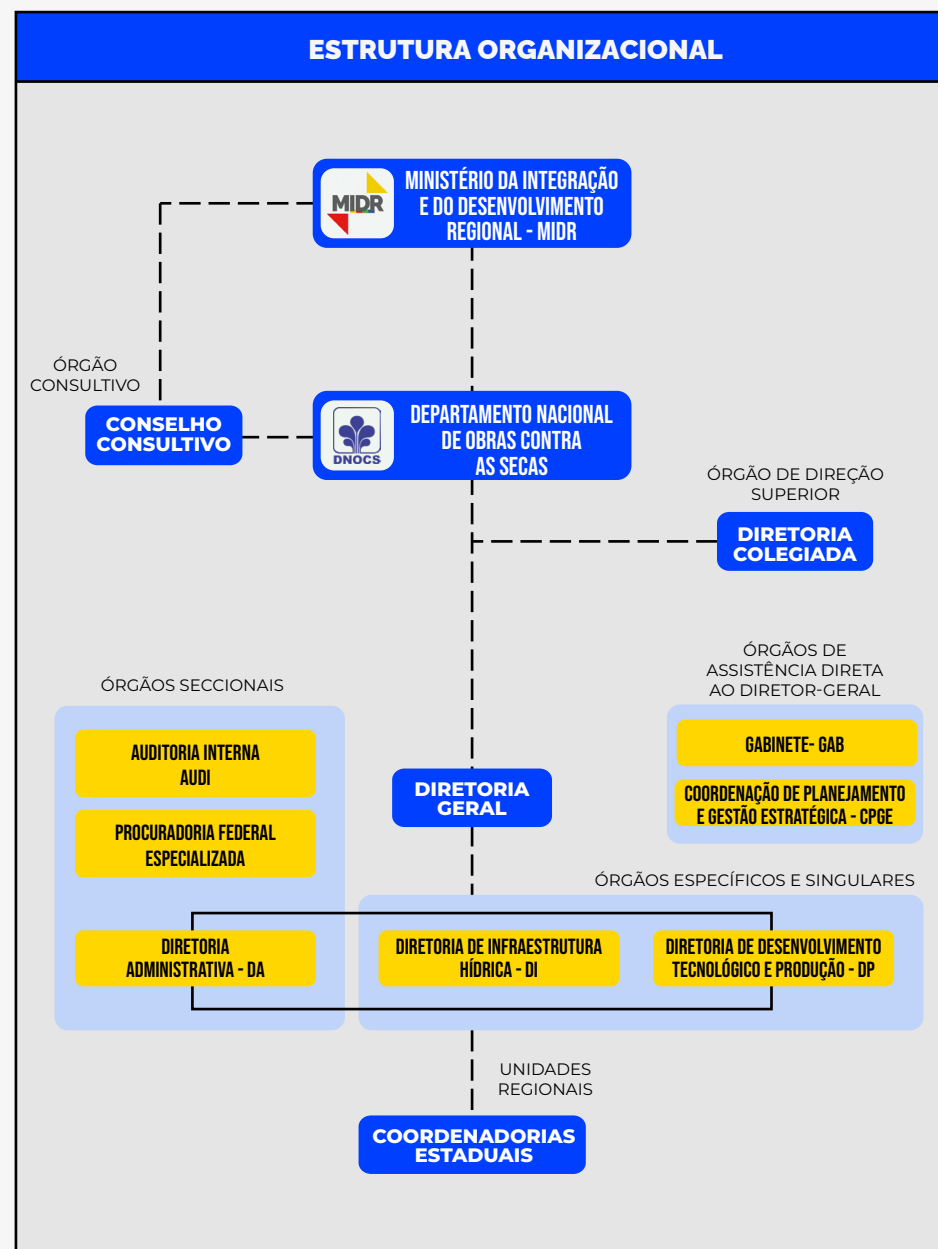 ESTRUTURA ORGANIZACIONAL
MIDR
MINISTÉRIO DA INTEGRAÇÃO
E DO DESENVOLVIMENTO
REGIONAL - MIDR
ÓRGÃO
CONSULTIVO
CONSELHO
CONSULTIVO
DNOCS
DEPARTAMENTO NACIONAL
DE OBRAS CONTRA
AS SECAS
ÓRGÃO DE DIREÇÃO
SUPERIOR
DIRETORIA
COLEGIADA
ÓRGÃOS SECCIONAIS
AUDITORIA INTERNA
AUDI
PROCURADORIA FEDERAL
ESPECIALIZADA
DIRETORIA
ADMINISTRATIVA - DA
DIRETORIA
GERAL
ÓRGÃOS DE
ASSISTÊNCIA DIRETA
AO DIRETOR-GERAL
GABINETE- GAB
COORDENAÇÃO DE PLANEJAMENTO
E GESTÃO ESTRATÉGICA - CPGE
ÓRGÃOS ESPECÍFICOS E SINGULARES
DIRETORIA DE INFRAESTRUTURA
HÍDRICA - DI
DIRETORIA DE DESENVOLVIMENTO
TECNOLÓGICO E PRODUÇÃO - DP
UNIDADES
REGIONAIS
COORDENADORIAS
ESTADUAIS